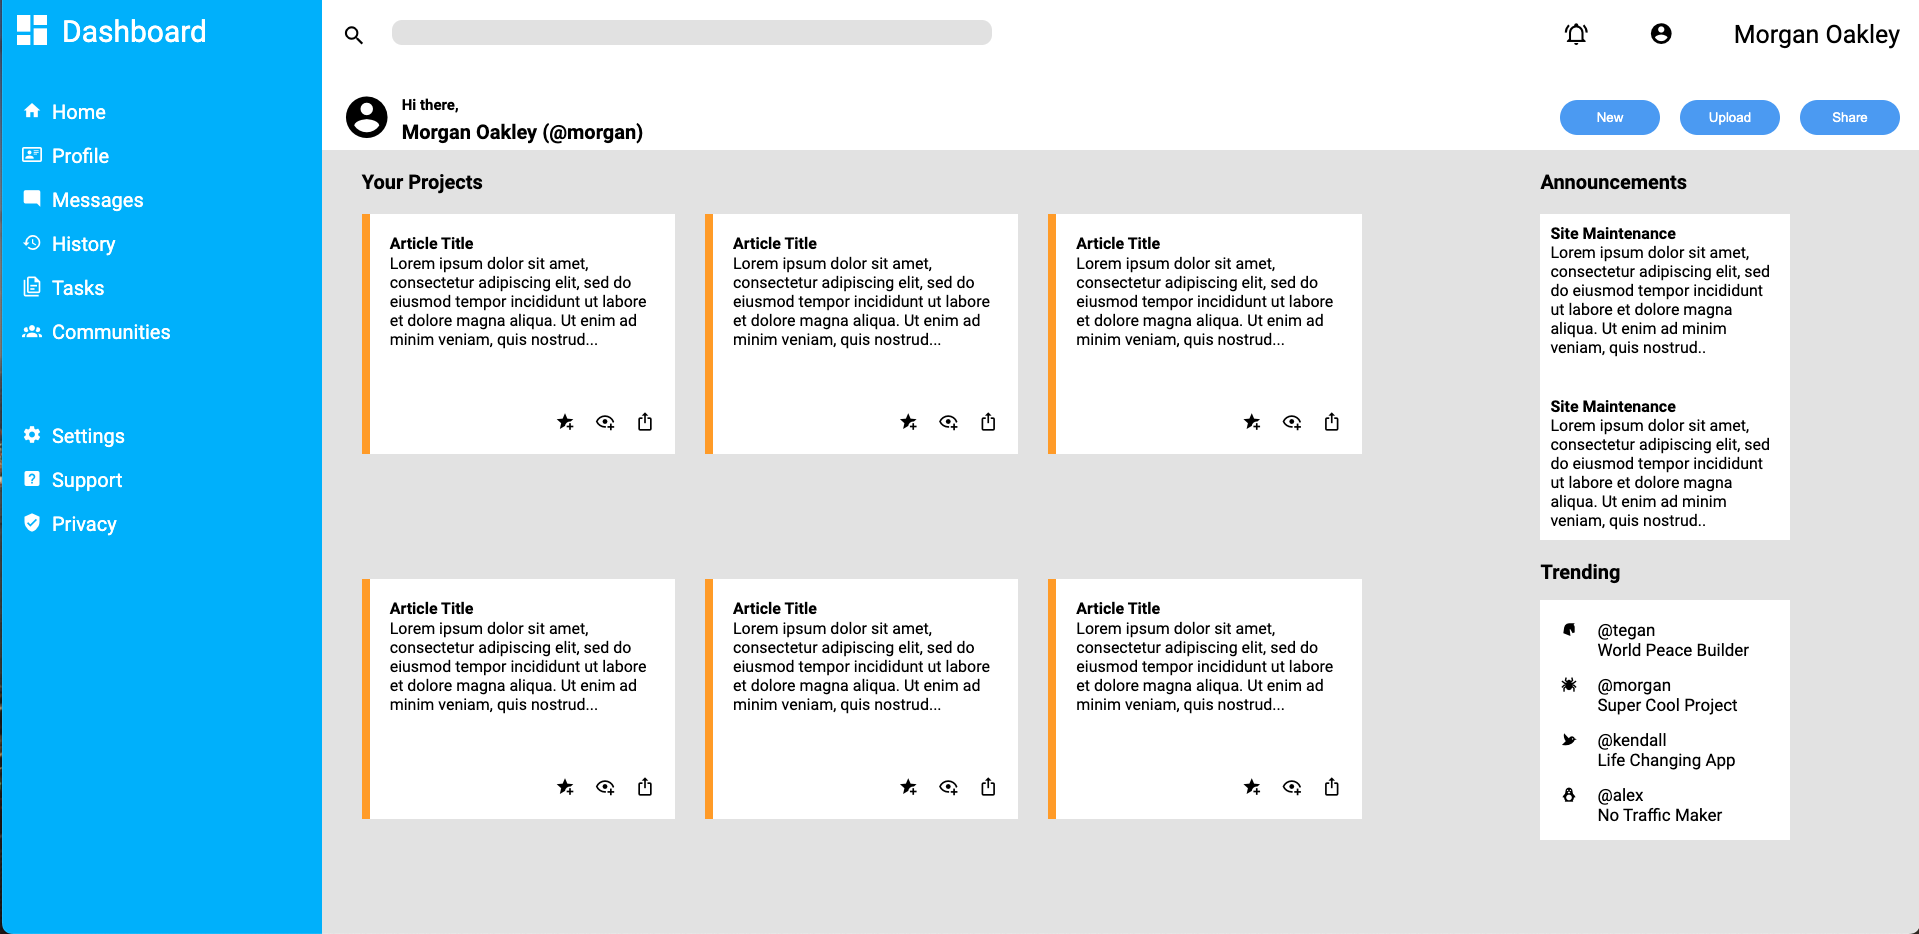 Dashboard
Home
Profile
Messages
History
Tasks
Communities
Settings
Support
Privacy
Morgan Oakley
Hi there,
Morgan Oakley (@morgan)
New
Upload
Share
Your Projects
Article Title
Lorem ipsum dolor sit amet,
consectetur adipiscing elit, sed do
eiusmod tempor incididunt ut labore
et dolore magna aliqua. Ut enim ad
minim veniam, quis nostrud...
Article Title
Lorem ipsum dolor sit amet,
consectetur adipiscing elit, sed do
eiusmod tempor incididunt ut labore
et dolore magna aliqua. Ut enim ad
minim veniam, quis nostrud...
Article Title
Lorem ipsum dolor sit amet,
consectetur adipiscing elit, sed do
eiusmod tempor incididunt ut labore
et dolore magna aliqua. Ut enim ad
minim veniam, quis nostrud...
Article Title
Lorem ipsum dolor sit amet,
consectetur adipiscing elit, sed do
eiusmod tempor incididunt ut labore
et dolore magna aliqua. Ut enim ad
minim veniam, quis nostrud...
Article Title
Lorem ipsum dolor sit amet,
consectetur adipiscing elit, sed do
eiusmod tempor incididunt ut labore
et dolore magna aliqua. Ut enim ad
minim veniam, quis nostrud...
Article Title
Lorem ipsum dolor sit amet,
consectetur adipiscing elit, sed do
eiusmod tempor incididunt ut labore
et dolore magna aliqua. Ut enim ad
minim veniam, quis nostrud...
Announcements
Site Maintenance
Lorem ipsum dolor sit amet,
consectetur adipiscing elit, sed
do eiusmod tempor incididunt
ut labore et dolore magna
aliqua. Ut enim ad minim
veniam, quis nostrud..
Site Maintenance
Lorem ipsum dolor sit amet,
consectetur adipiscing elit, sed
do eiusmod tempor incididunt
ut labore et dolore magna
aliqua. Ut enim ad minim
veniam, quis nostrud..
Trending
@tegan
World Peace Builder
@morgan
Super Cool Project
@kendall
Life Changing App
@alex
No Traffic Maker